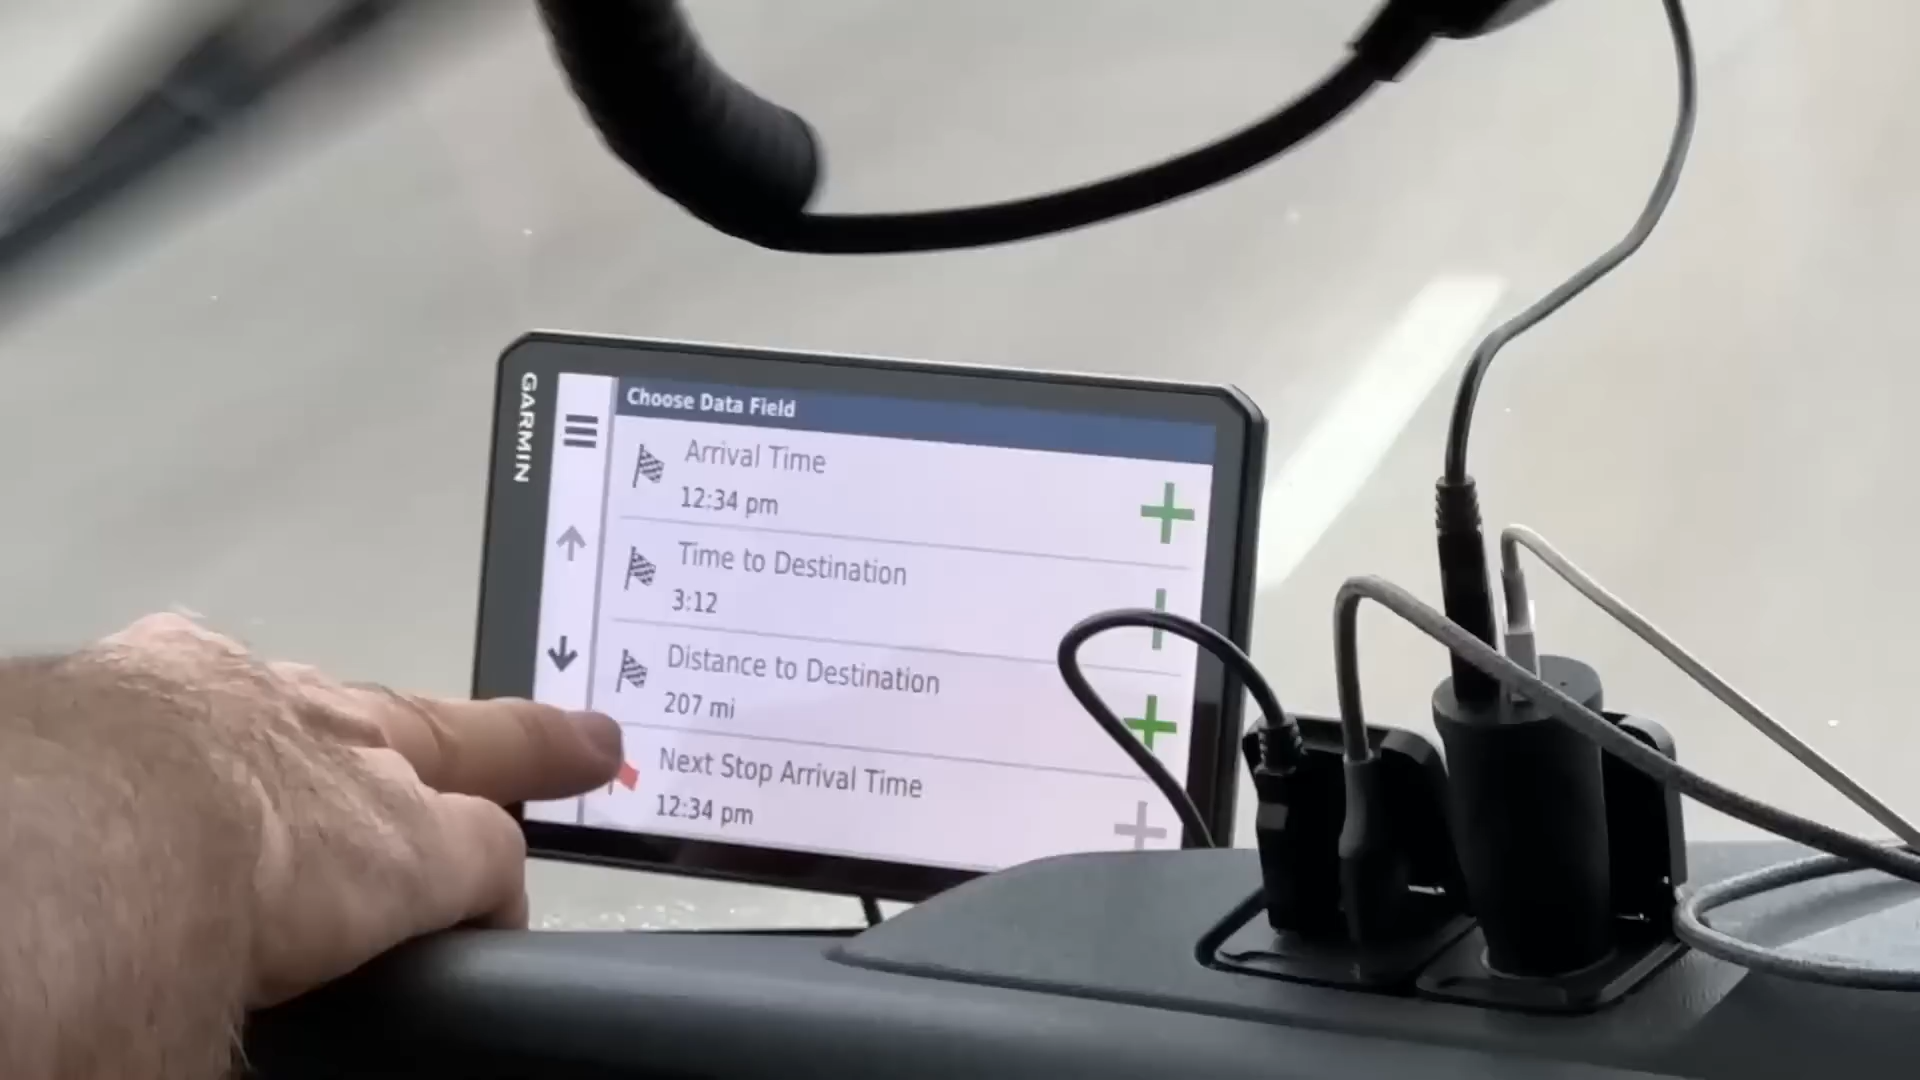 GARMIN
Choose Data Field
Arrival Time
12:34 pm
Time to Destination
3:12
Distance to Destination
207 mi
Next Stop Arrival Time
12:34 pm